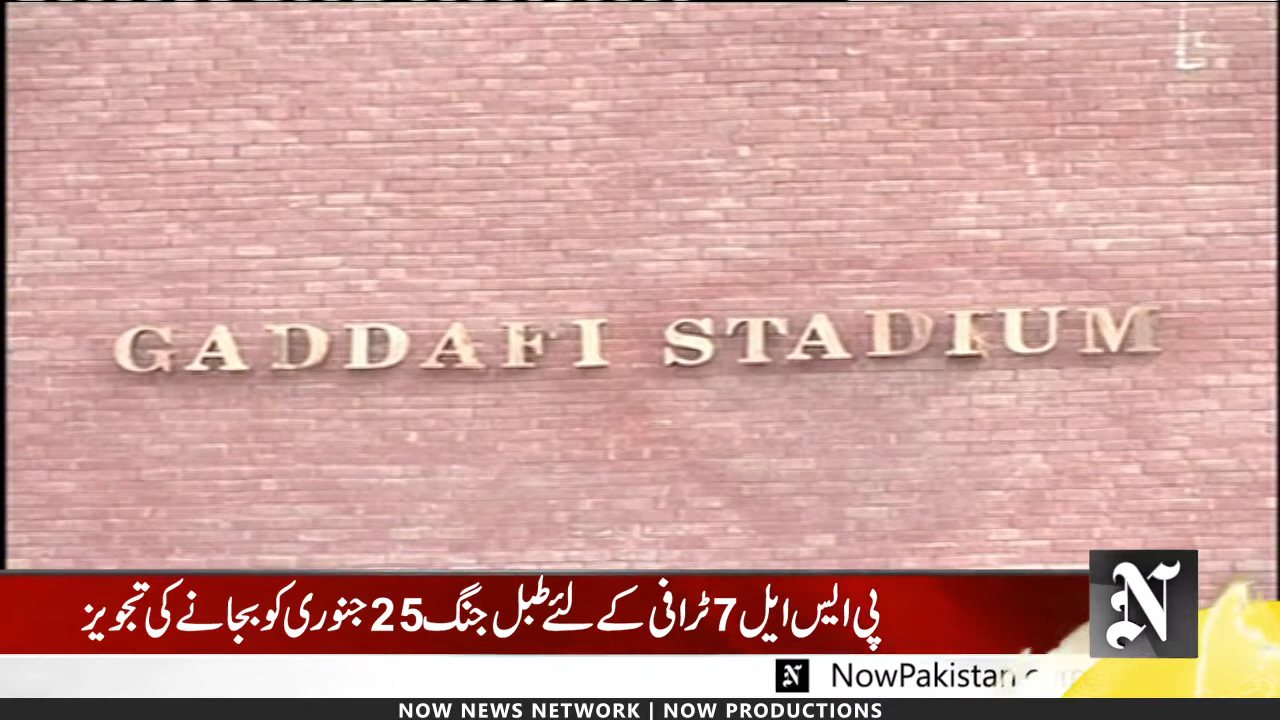 GADDAFI STADIUM
پی ایس ایل 7 ٹرافی کے لئے طبل جنگ 25 جنوری کو بجانے کی تجویز
N
N NowPakistan
NOW NEWS NETWORK | NOW PRODUCTIONS